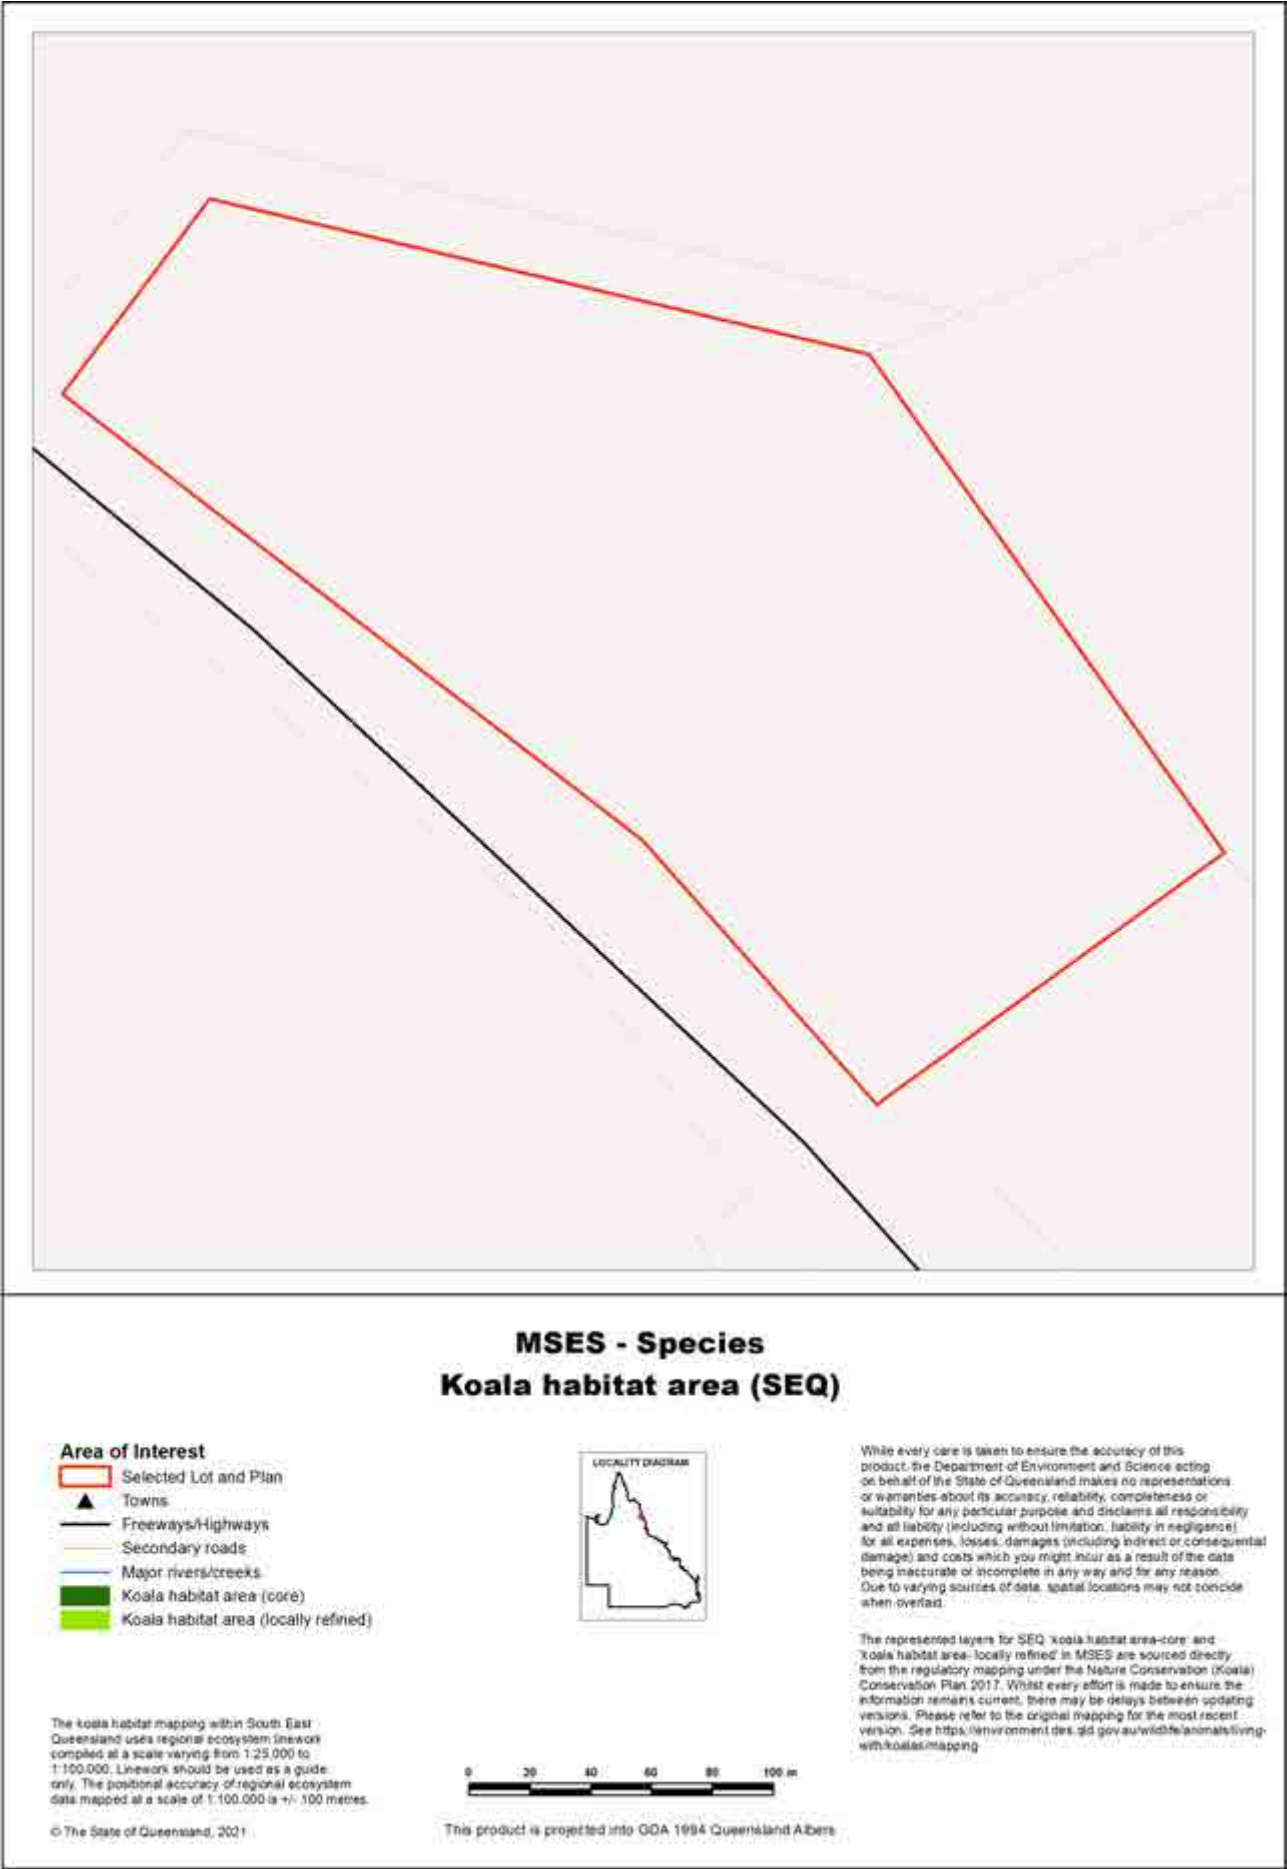 MSES - Species
Koala habitat area (SEQ)
Area of Interest
Selected Lot and Plan
Towns
Freeways/Highways
Secondary roads
Major rivers/creeks
Koala habitat area (core)
Koala habitat area (locally refined)
The koala habitat mapping within South East
Queensland uses regional ecosystem linework
compiled at a scale varying from 1:25,000 to
1:100,000. Linework should be used as a guide
only. The positional accuracy of regional ecosystem
data mapped at a scale of 1:100,000 is +/- 100 metres.
© The State of Queensland, 2021
LOCALITY DIAGRAM
0 20 40 60 80 100 m
This product is projected into GDA 1994 Queensland Albers
While every care is taken to ensure the accuracy of this
product, the Department of Environment and Science acting
on behalf of the State of Queensland makes no representations
or warranties about its accuracy, reliability, completeness or
suitability for any particular purpose and disclaims all responsibility
and all liability (including without limitation, liability in negligence)
for all expenses, losses, damages (including indirect or consequential
damage) and costs which you might incur as a result of the data
being inaccurate or incomplete in any way and for any reason.
Due to varying sources of data, spatial locations may not coincide
when overlaid.
The represented layers for SEQ 'koala habitat area-core' and
'koala habitat area- locally refined' in MSES are sourced directly
from the regulatory mapping under the Nature Conservation (Koala)
Conservation Plan 2017. Whilst every effort is made to ensure the
information remains current, there may be delays between updating
versions. Please refer to the original mapping for the most recent
version. See https://environment.des.qld.gov.au/wildlife/animals/living-
with/koalas/mapping